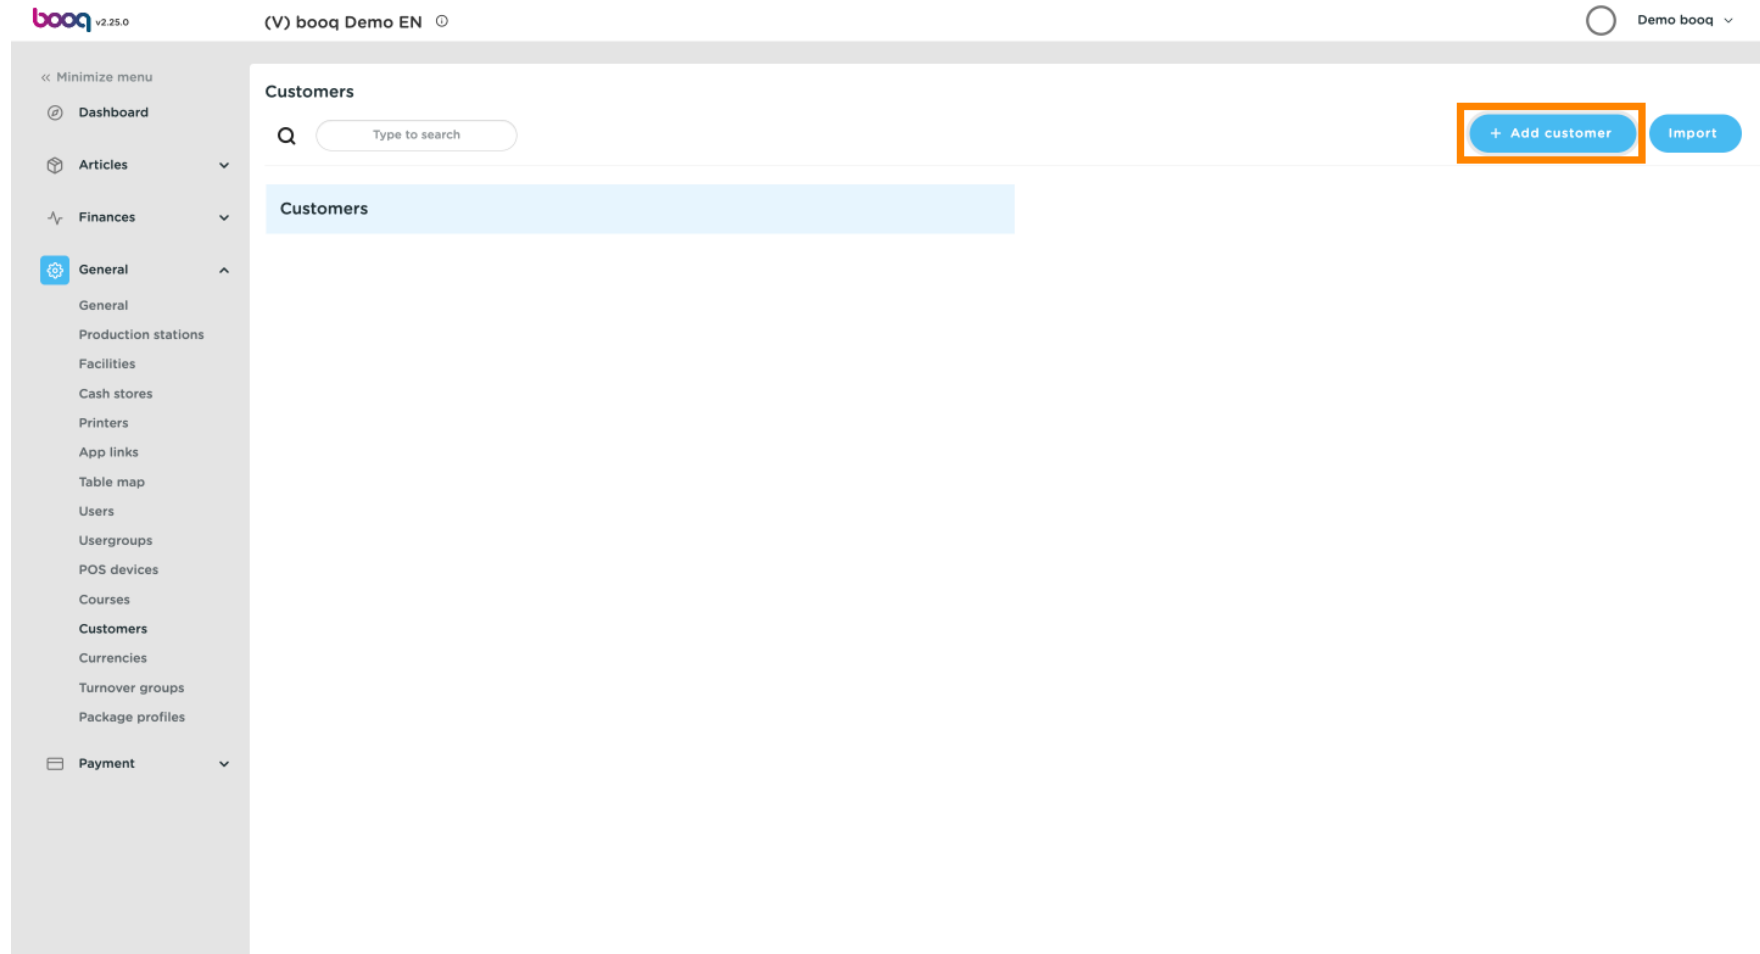 booq v2.25.0
(V) booq Demo EN
Demo booq
« Minimize menu
Dashboard
Articles
Finances
General
General
Production stations
Facilities
Cash stores
Printers
App links
Table map
Users
Usergroups
POS devices
Courses
Customers
Currencies
Turnover groups
Package profiles
Payment
Customers
Type to search
+ Add customer
Import
Customers